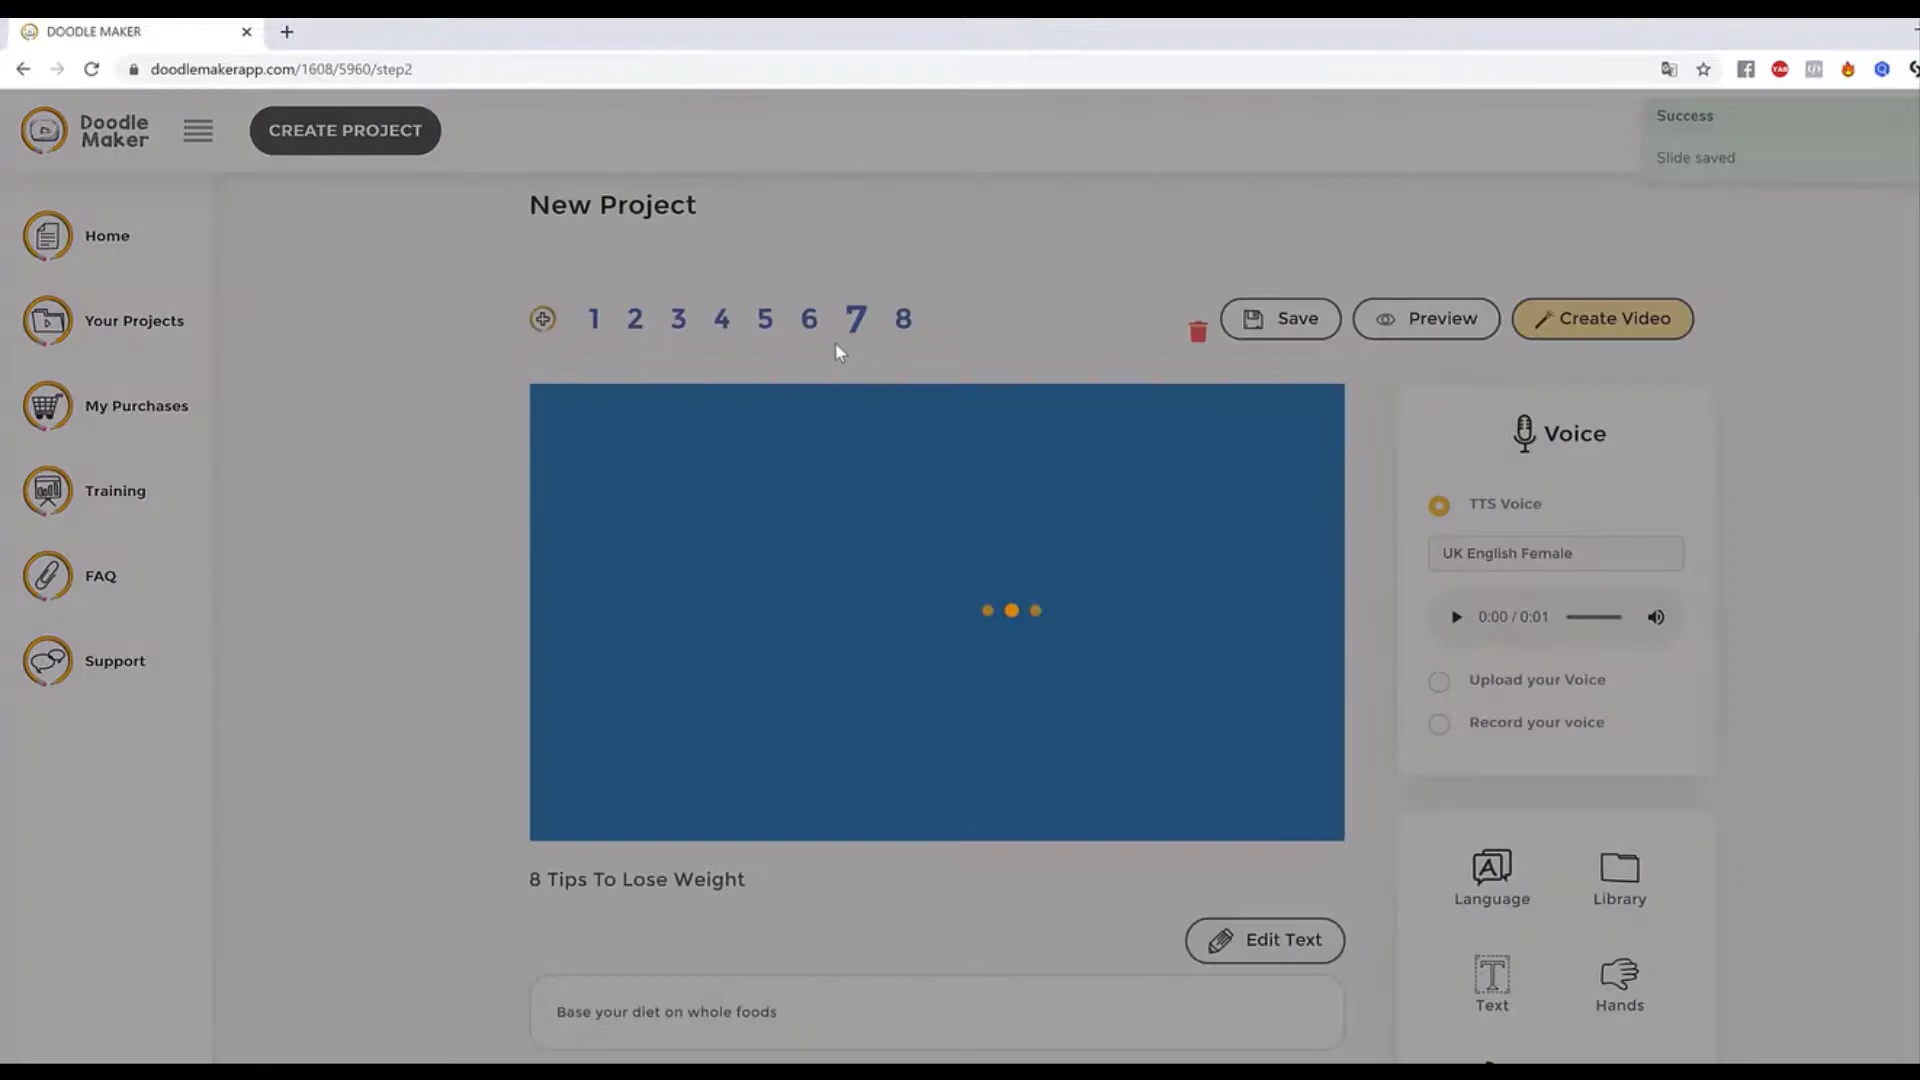 DOODLE MAKER
doodlemakerapp.com/1608/5960/step2
Doodle
Maker
CREATE PROJECT
Success
Slide saved
Home
Your Projects
My Purchases
Training
FAQ
Support
New Project
1 2 3 4 5 6 7 8
Save
Preview
Create Video
8 Tips To Lose Weight
Edit Text
Base your diet on whole foods
Voice
TTS Voice
UK English Female
0:00 / 0:01
Upload your Voice
Record your voice
Language
Library
Text
Hands